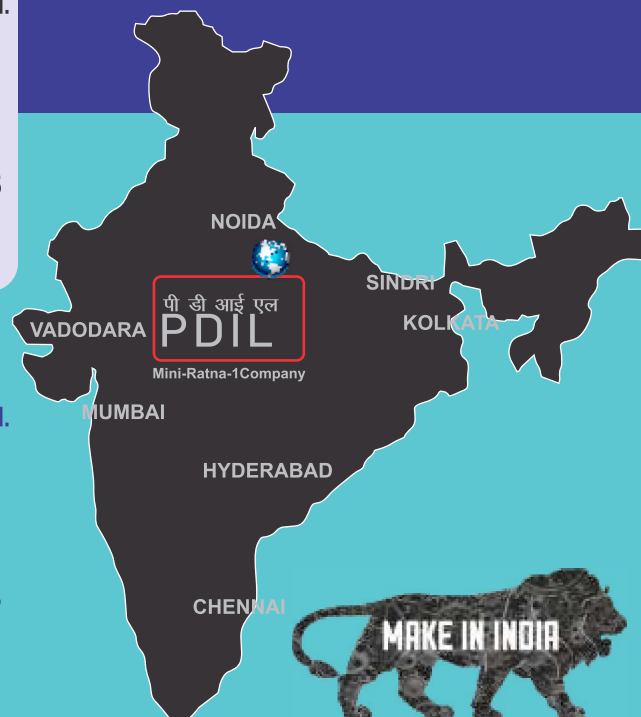 NOIDA
SINDRI
पी डी आई एल
PDIL
KOLKATA
VADODARA
Mini-Ratna-1Company
MUMBAI
HYDERABAD
CHENNAI
MAKE IN INDIA